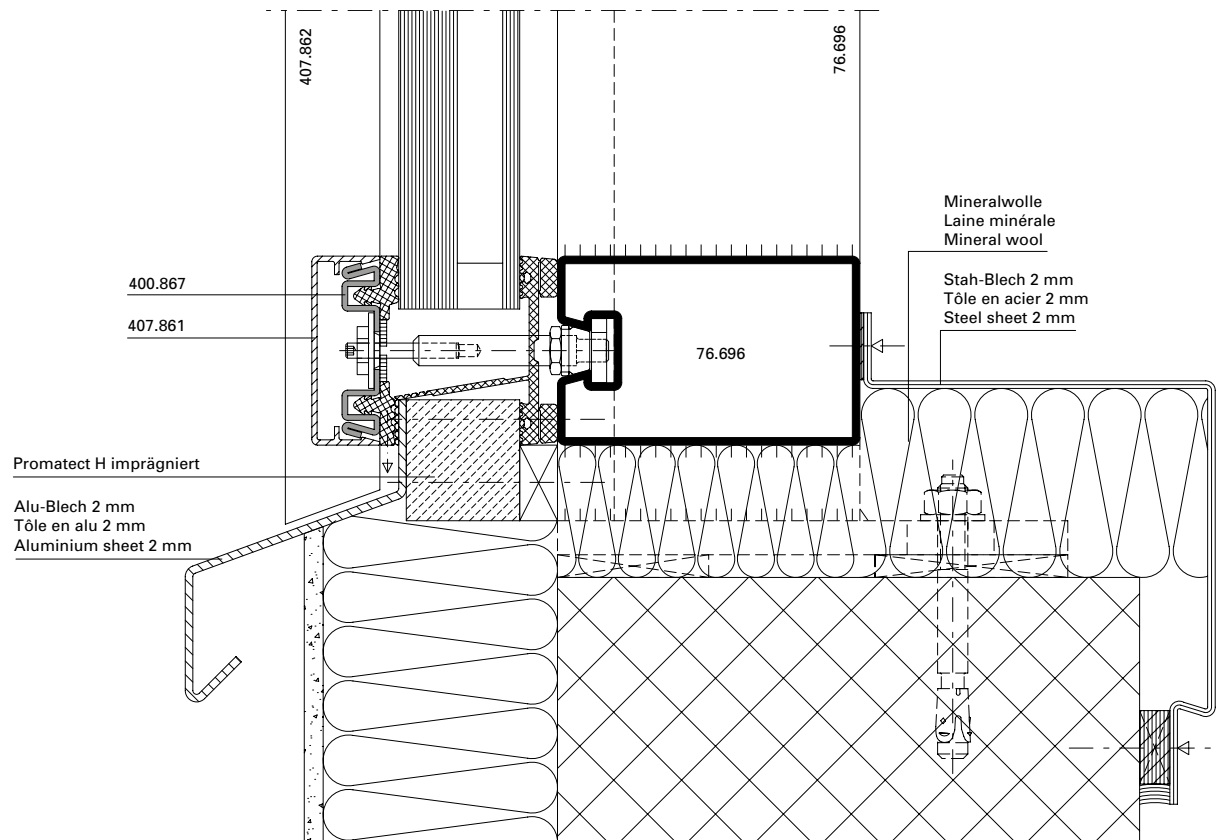 407.862
76.696
Mineralwolle
Laine minérale
Mineral wool
Stah-Blech 2 mm
Tôle en acier 2 mm
Steel sheet 2 mm
400.867
407.861
76.696
Promatect H imprägniert
Alu-Blech 2 mm
Tôle en alu 2 mm
Aluminium sheet 2 mm